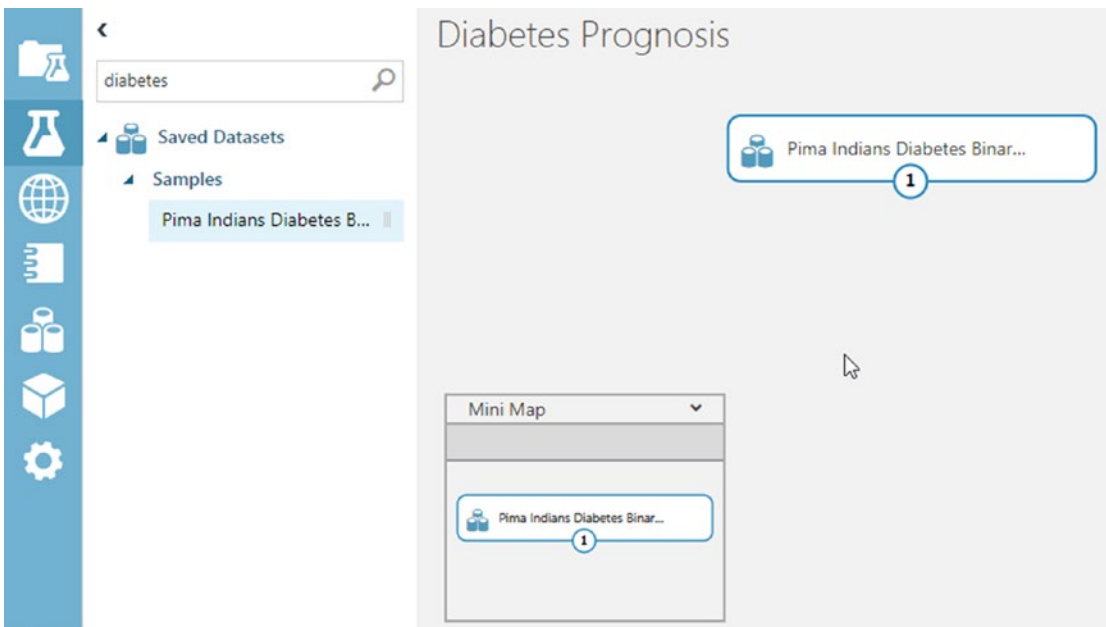 diabetes
Saved Datasets
Samples
Pima Indians Diabetes B...
Diabetes Prognosis
Pima Indians Diabetes Binar...
1
Mini Map
Pima Indians Diabetes Binar...
1